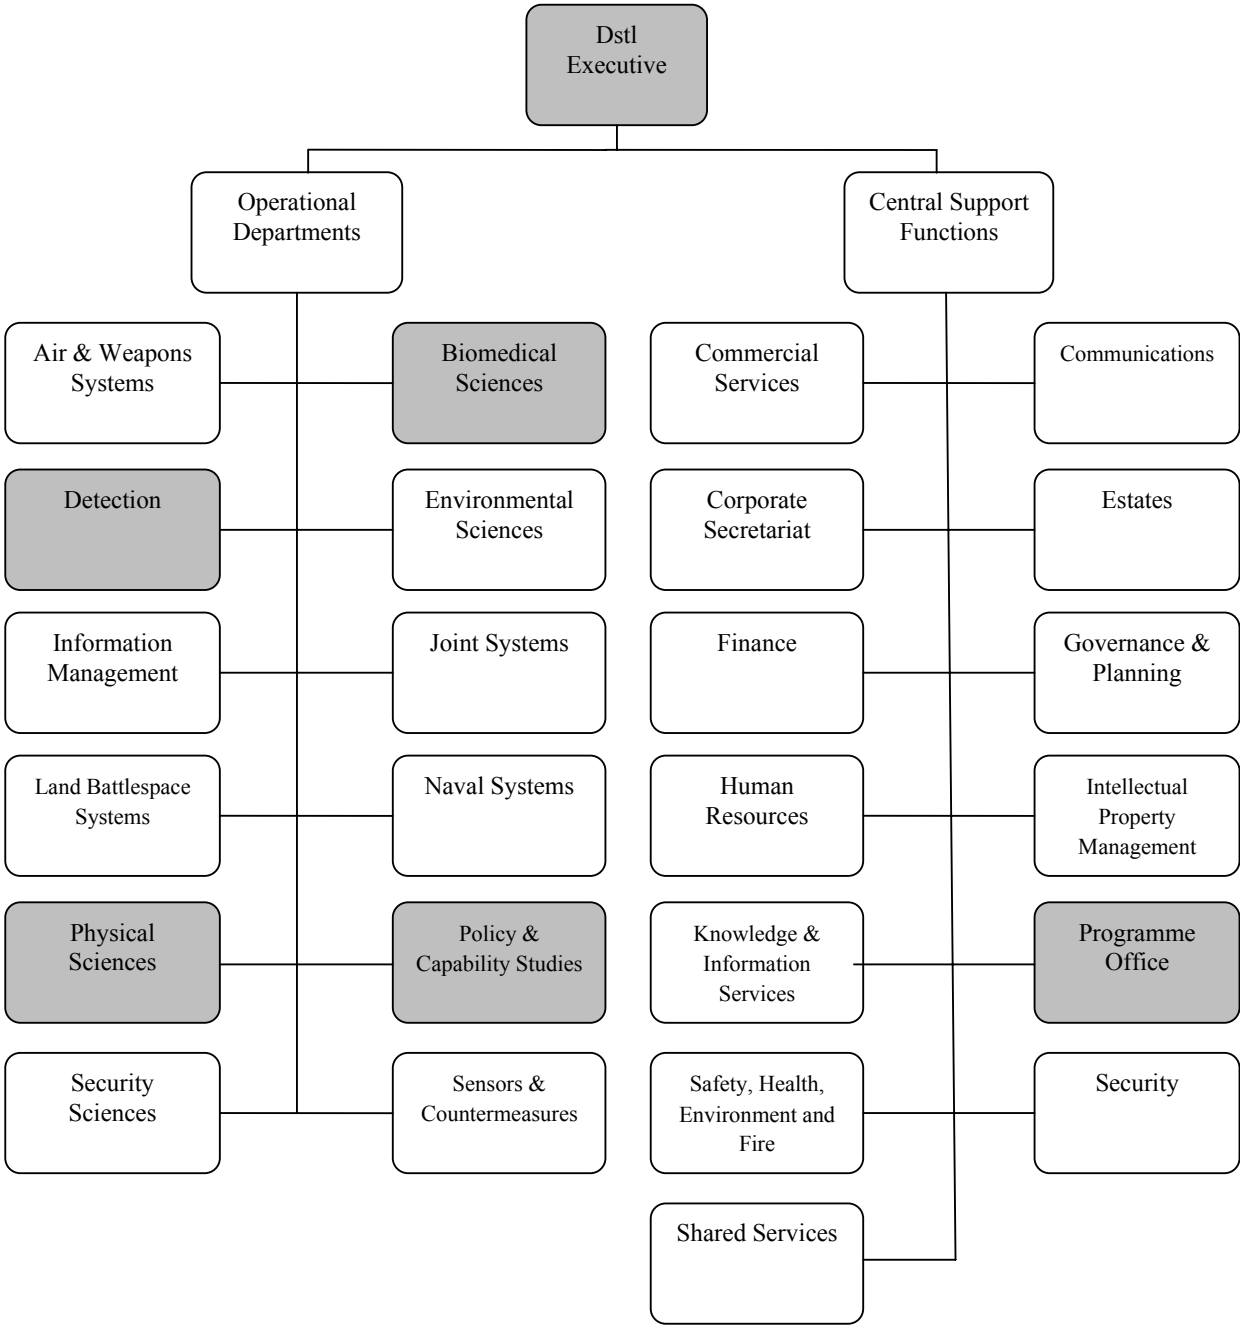 Dstl
Executive
Operational
Departments
Central Support
Functions
Air & Weapons
Systems
Biomedical
Sciences
Commercial
Services
Communications
Detection
Environmental
Sciences
Corporate
Secretariat
Estates
Information
Management
Joint Systems
Finance
Governance &
Planning
Land Battlespace
Systems
Naval Systems
Human
Resources
Intellectual
Property
Management
Physical
Sciences
Policy &
Capability Studies
Knowledge &
Information
Services
Programme
Office
Security
Sciences
Sensors &
Countermeasures
Safety, Health,
Environment and
Fire
Security
Shared Services